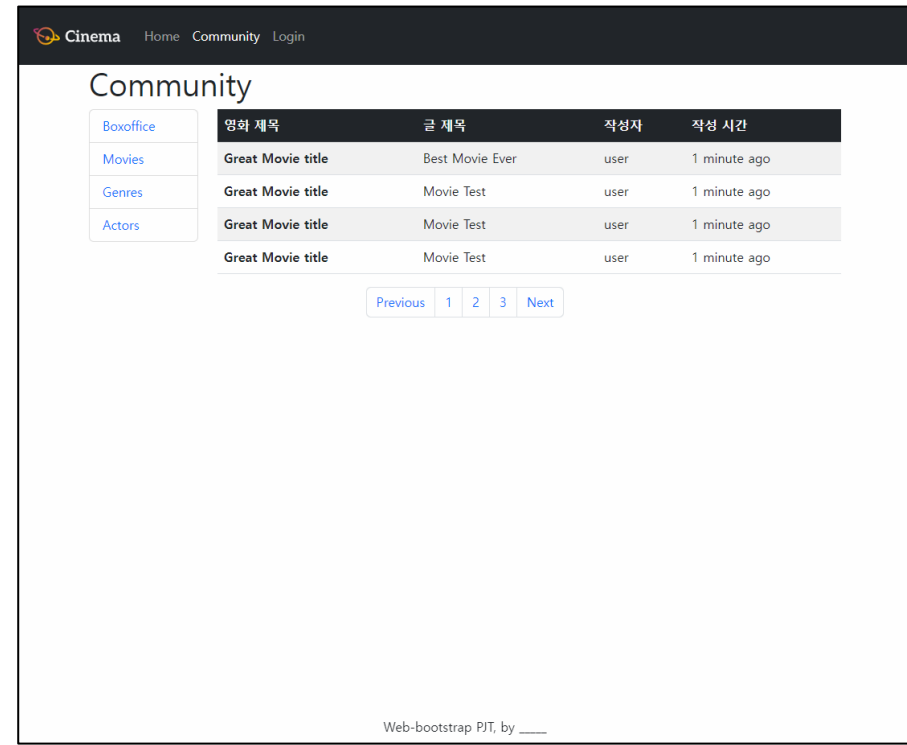 Cinema Home Community Login
Community
Boxoffice
Movies
Genres
Actors
영화 제목 글 제목 작성자 작성 시간
Great Movie title Best Movie Ever user 1 minute ago
Great Movie title Movie Test user 1 minute ago
Great Movie title Movie Test user 1 minute ago
Great Movie title Movie Test user 1 minute ago
Previous 1 2 3 Next
Web-bootstrap PJT, by _____